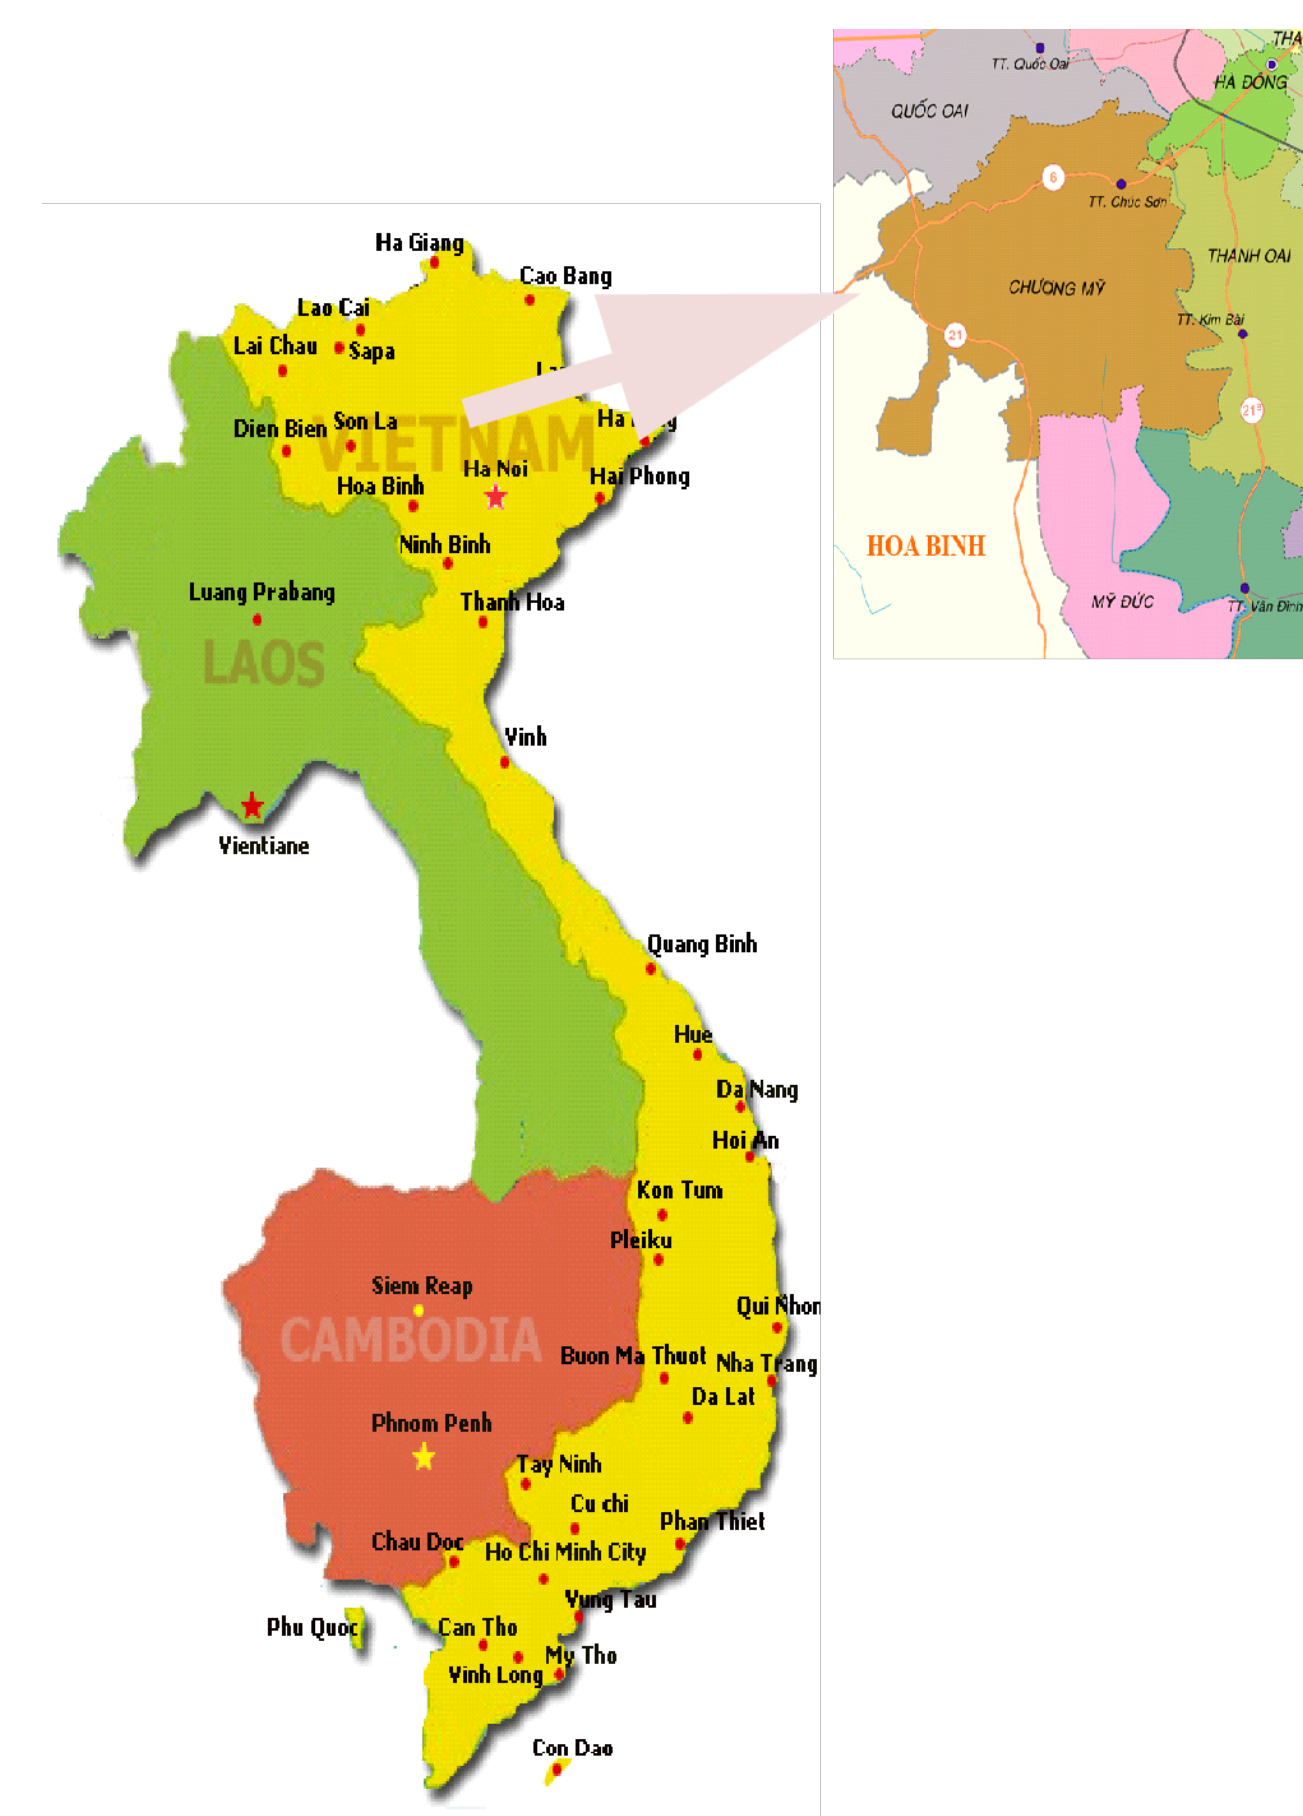 THA
TT. Quốc Oai
HÀ ĐÔNG
QUỐC OAI
6
TT. Chúc Sơn
THANH OAI
CHƯƠNG MỸ
TT. Kim Bài
21
21B
HOA BINH
MỸ ĐỨC
TT. Vân Đình
Ha Giang
Cao Bang
Lao Cai
Lai Chau
Sapa
La
Ha
g
Son La
Dien Bien
VIETNAM
Ha Noi
Hai Phong
Hoa Binh
Ninh Binh
Luang Prabang
Thanh Hoa
LAOS
Vinh
Vientiane
Quang Binh
Hue
Da Nang
Hoi An
Kon Tum
Pleiku
Siem Reap
Qui Nhon
CAMBODIA
Buon Ma Thuot
Nha Trang
Da Lat
Phnom Penh
Tay Ninh
Cu chi
Phan Thiet
Chau Doc
Ho Chi Minh City
Vung Tau
Phu Quoc
Can Tho
My Tho
Vinh Long
Con Dao